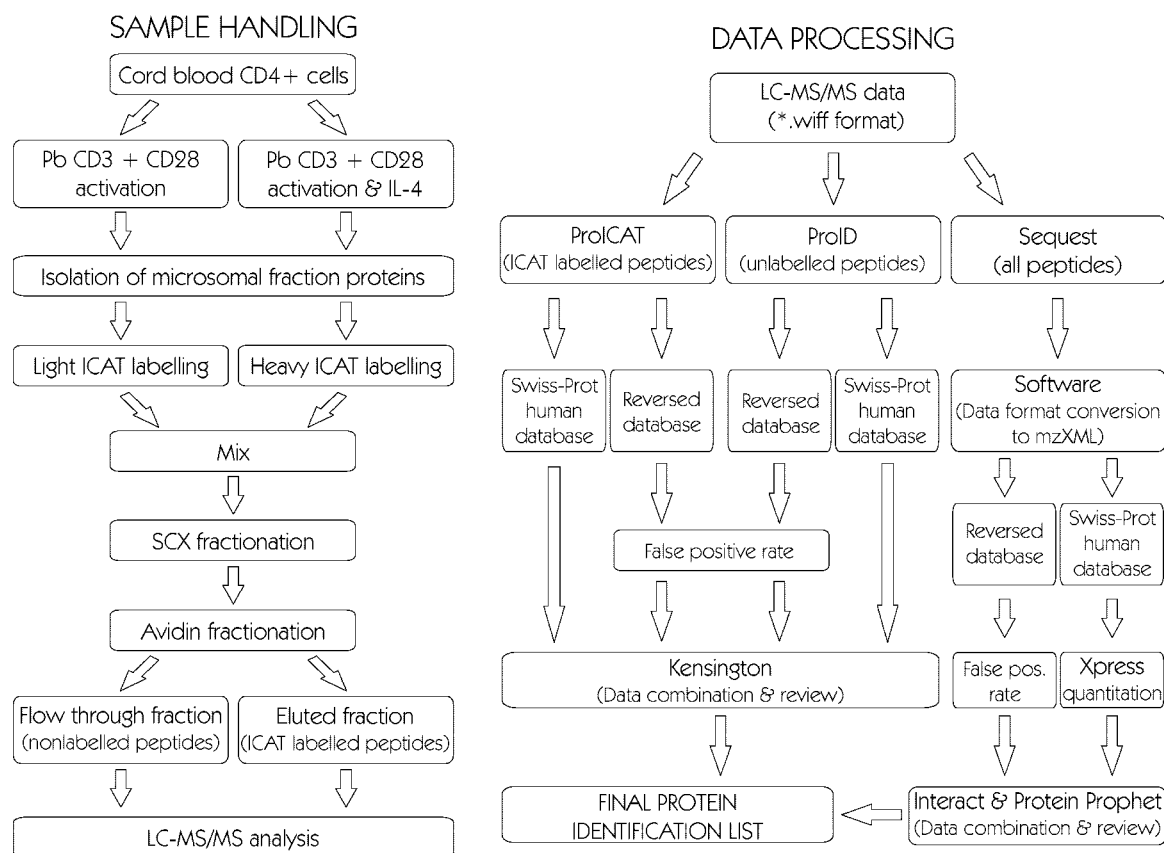 SAMPLE HANDLING
Cord blood CD4+ cells
Pb CD3 + CD28
activation
Pb CD3 + CD28
activation & IL-4
Isolation of microsomal fraction proteins
Light ICAT labelling
Heavy ICAT labelling
Mix
SCX fractionation
Avidin fractionation
Flow through fraction
(nonlabelled peptides)
Eluted fraction
(ICAT labelled peptides)
LC-MS/MS analysis
DATA PROCESSING
LC-MS/MS data
(*.wiff format)
ProICAT
(ICAT labelled peptides)
ProID
(unlabelled peptides)
Sequest
(all peptides)
Swiss-Prot
human
database
Reversed
database
Reversed
database
Swiss-Prot
human
database
Software
(Data format conversion
to mzXML)
False positive rate
Reversed
database
Swiss-Prot
human
database
Kensington
(Data combination & review)
False pos.
rate
Xpress
quantitation
FINAL PROTEIN
IDENTIFICATION LIST
Interact & Protein Prophet
(Data combination & review)